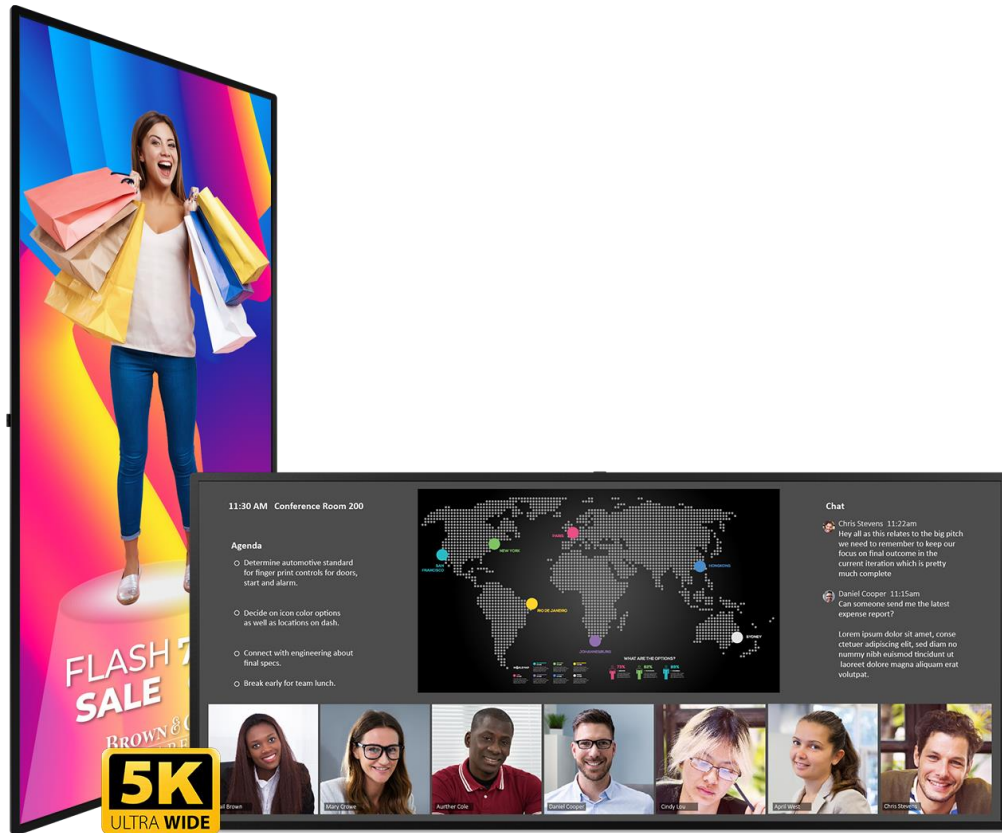 FLASH 7
SALE
BROWN &
5K
ULTRA WIDE
11:30 AM Conference Room 200
Agenda
Determine automotive standard
for finger print controls for doors,
start and alarm.
Decide on icon color options
as well as locations on dash.
Connect with engineering about
final specs.
Break early for team lunch.
SAN
FRANCISCO
NEW YORK
PARIS
RIO DE JANEIRO
JOHANNESBURG
HONGKONG
SYDNEY
WHAT ARE THE OPTIONS?
Chat
Chris Stevens 11:22am
Hey all as this relates to the big pitch
we need to remember to keep our
focus on final outcome in the
current iteration which is pretty
much complete
Daniel Cooper 11:15am
Can someone send me the latest
expense report?
Lorem ipsum dolor sit amet, conse
ctetuer adipiscing elit, sed diam no
nummy nibh euismod tincidunt ut
laoreet dolore magna aliquam erat
volutpat.
Brown
Mary Crowe
Aurther Cole
Daniel Cooper
Cindy Lou
April West
Chris Stevens